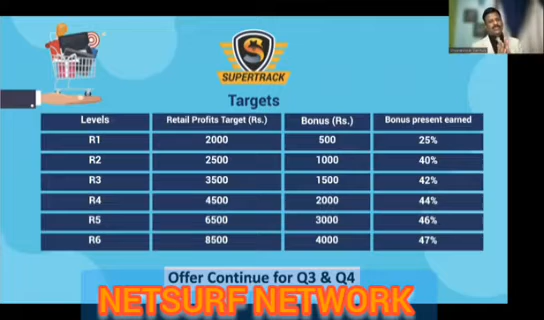 SUPERTRACK
Targets
Levels Retail Profits Target (Rs.) Bonus (Rs.) Bonus present earned
R1 2000 500 25%
R2 2500 1000 40%
R3 3500 1500 42%
R4 4500 2000 44%
R5 6500 3000 46%
R6 8500 4000 47%
Offer Continue for Q3 & Q4
NETSURF NETWORK